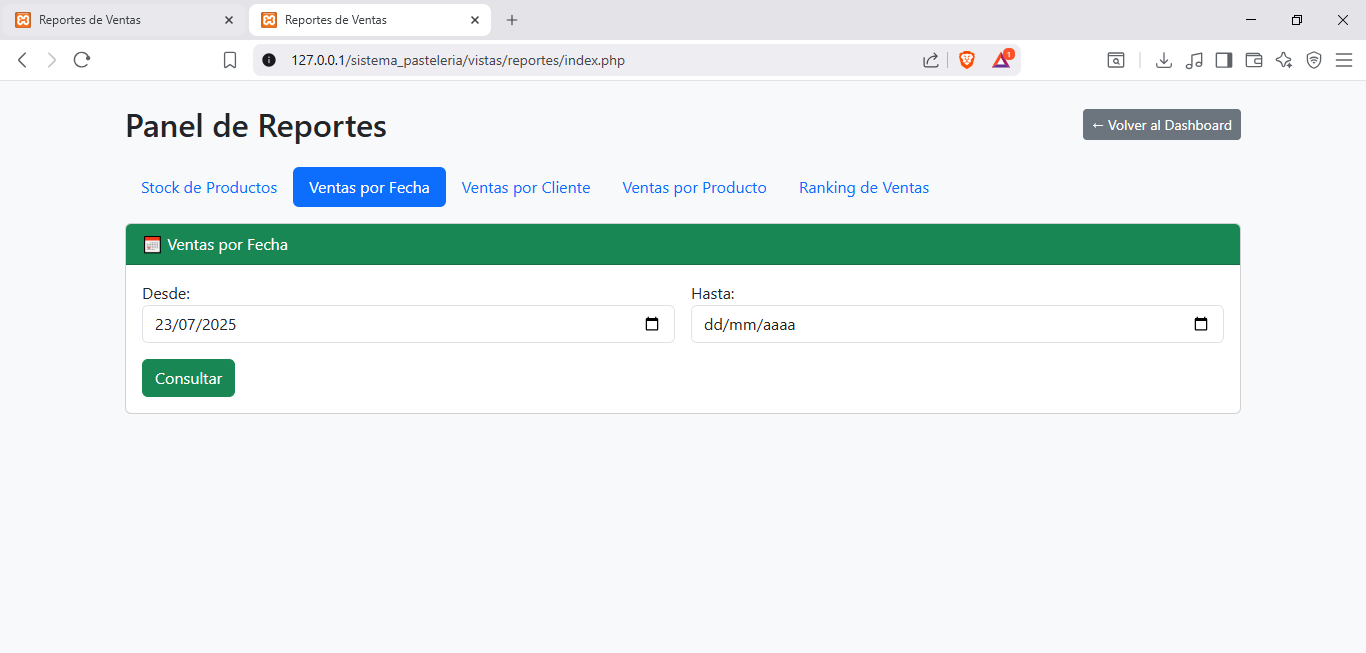 Reportes de Ventas
Reportes de Ventas
127.0.0.1/sistema_pasteleria/vistas/reportes/index.php
1
Panel de Reportes
← Volver al Dashboard
Stock de Productos Ventas por Fecha Ventas por Cliente Ventas por Producto Ranking de Ventas
Ventas por Fecha
Desde: Hasta:
23/07/2025 dd/mm/aaaa
Consultar